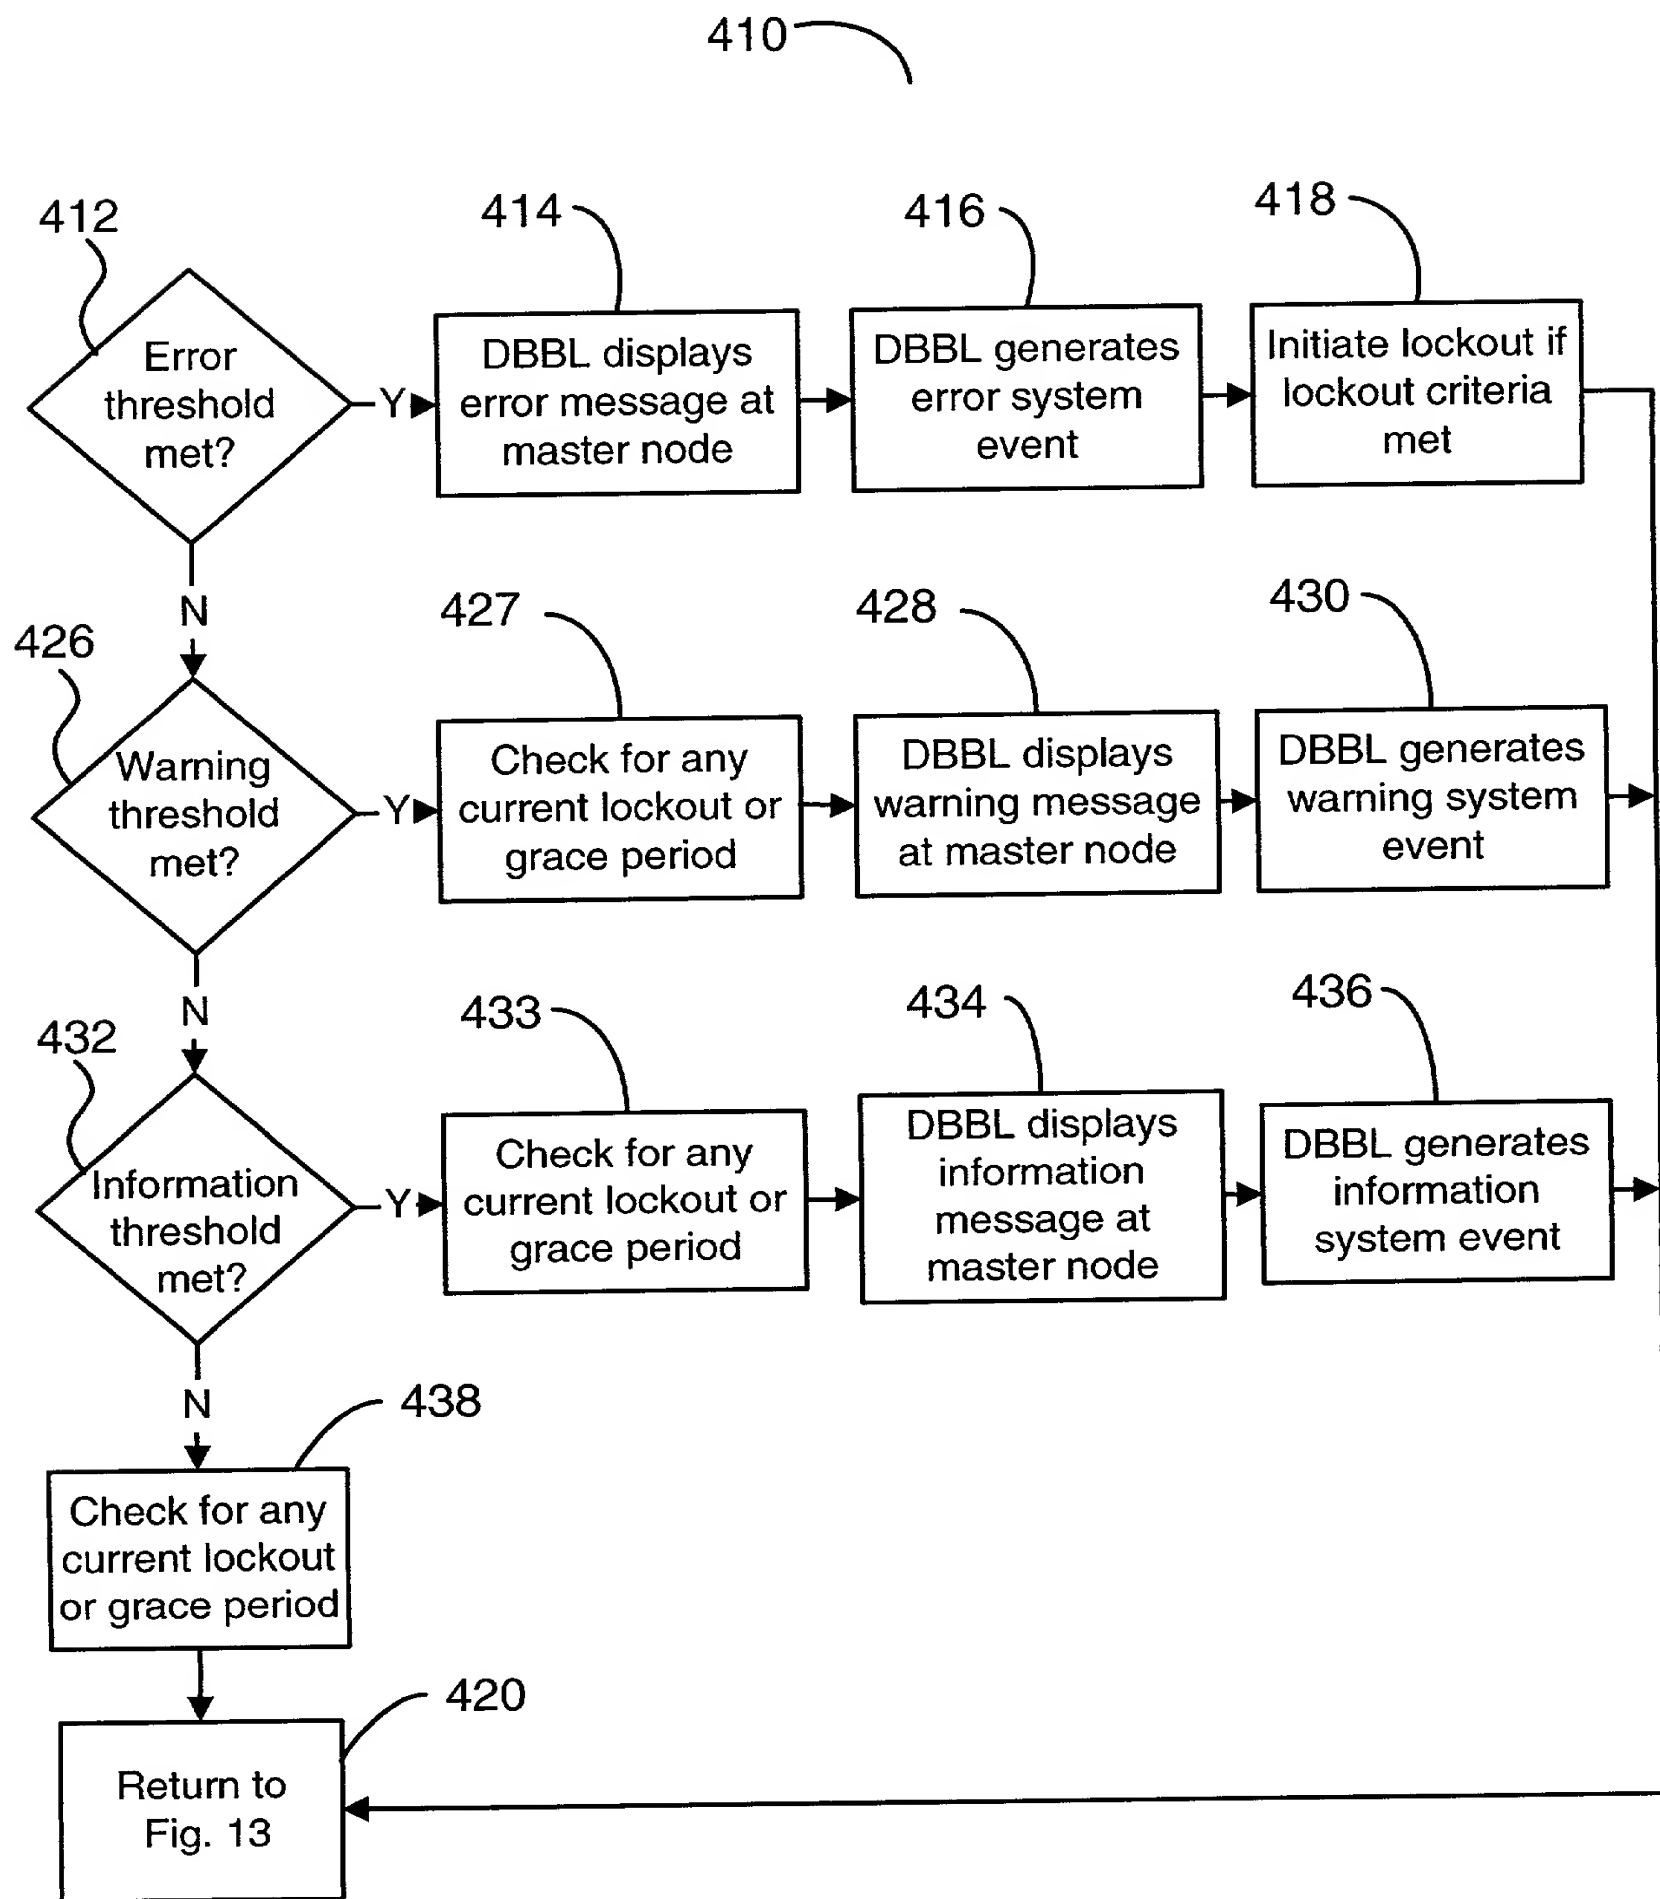 410
412
414
416
418
Error
threshold
met?
Y
DBBL displays
error message at
master node
DBBL generates
error system
event
Initiate lockout if
lockout criteria
met
N
426
427
428
430
Warning
threshold
met?
Y
Check for any
current lockout or
grace period
DBBL displays
warning message
at master node
DBBL generates
warning system
event
N
432
433
434
436
Information
threshold
met?
Y
Check for any
current lockout or
grace period
DBBL displays
information
message at
master node
DBBL generates
information
system event
N
438
Check for any
current lockout
or grace period
420
Return to
Fig. 13